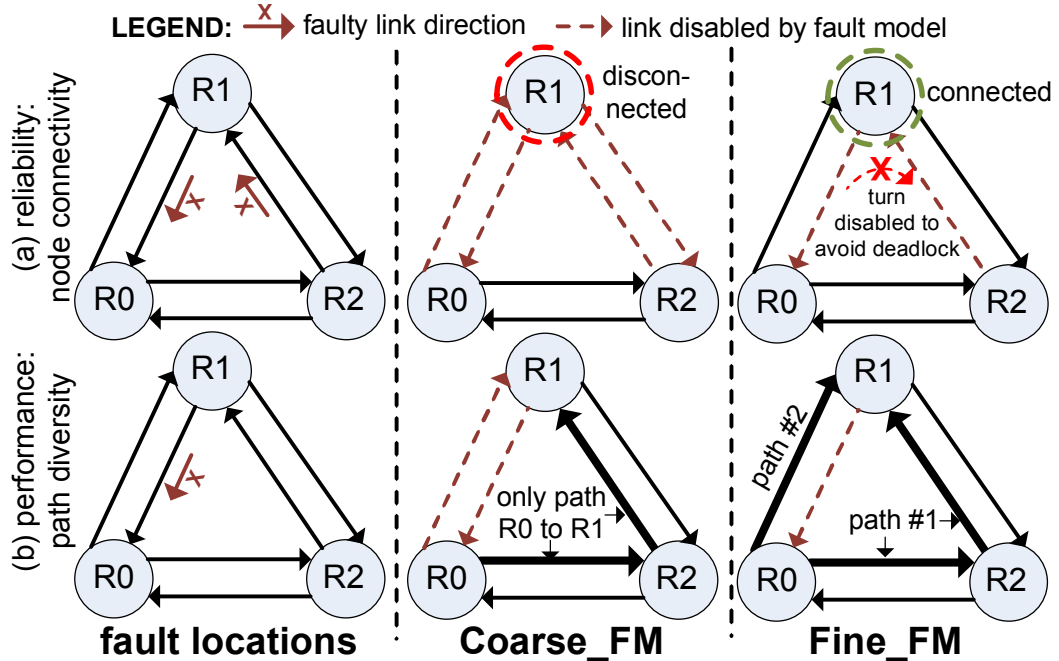 LEGEND: x faulty link direction link disabled by fault model
(a) reliability:
node connectivity
R1
x
x
R0
R2
R1
discon-
nected
R0
R2
R1
connected
X
turn
disabled to
avoid deadlock
R0
R2
(b) performance:
path diversity
R1
x
R0
R2
R1
only path
R0 to R1
R0
R2
R1
path #2
path #1
R0
R2
fault locations
Coarse_FM
Fine_FM